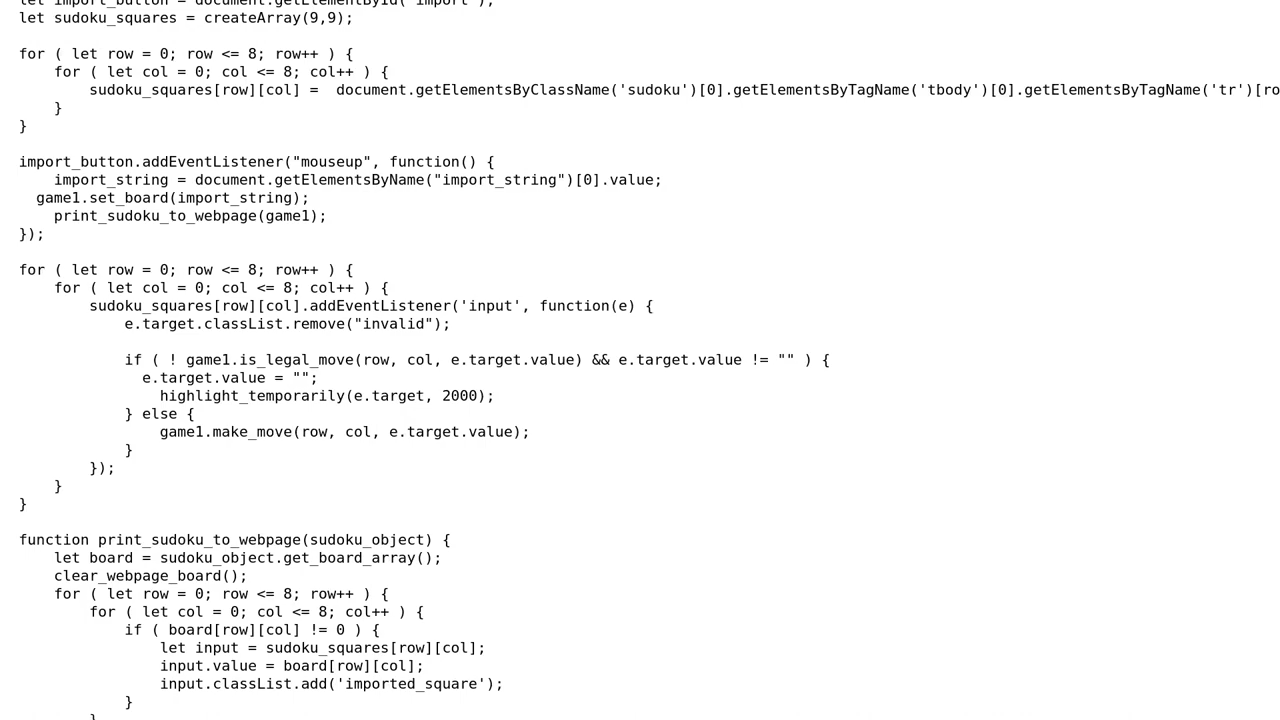 let import_button = document.getElementById('import');
let sudoku_squares = createArray(9,9);

for ( let row = 0; row <= 8; row++ ) {
    for ( let col = 0; col <= 8; col++ ) {
        sudoku_squares[row][col] =  document.getElementsByClassName('sudoku')[0].getElementsByTagName('tbody')[0].getElementsByTagName('tr')[ro
    }
}

import_button.addEventListener("mouseup", function() {
    import_string = document.getElementsByName("import_string")[0].value;
  game1.set_board(import_string);
    print_sudoku_to_webpage(game1);
});

for ( let row = 0; row <= 8; row++ ) {
    for ( let col = 0; col <= 8; col++ ) {
        sudoku_squares[row][col].addEventListener('input', function(e) {
            e.target.classList.remove("invalid");

            if ( ! game1.is_legal_move(row, col, e.target.value) && e.target.value != "" ) {
              e.target.value = "";
                highlight_temporarily(e.target, 2000);
            } else {
                game1.make_move(row, col, e.target.value);
            }
        });
    }
}

function print_sudoku_to_webpage(sudoku_object) {
    let board = sudoku_object.get_board_array();
    clear_webpage_board();
    for ( let row = 0; row <= 8; row++ ) {
        for ( let col = 0; col <= 8; col++ ) {
            if ( board[row][col] != 0 ) {
                let input = sudoku_squares[row][col];
                input.value = board[row][col];
                input.classList.add('imported_square');
            }
        }